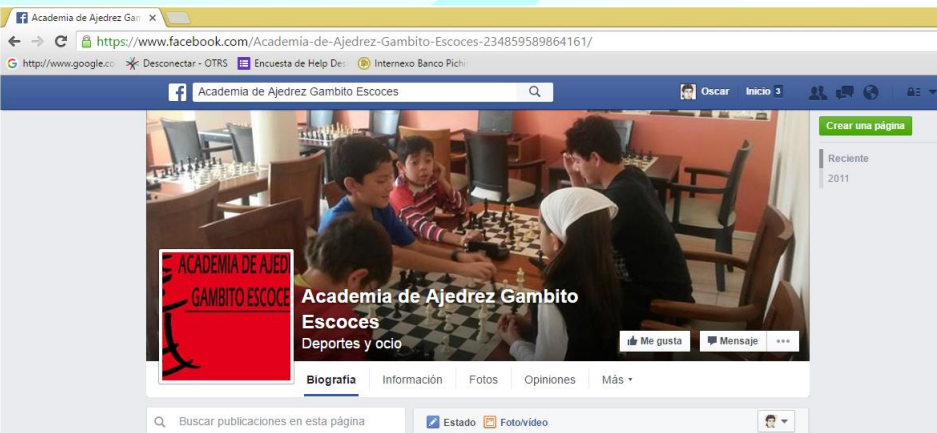 Academia de Ajedrez Gam
https://www.facebook.com/Academia-de-Ajedrez-Gambito-Escoces-234859589864161/
http://www.google.co Desconectar - OTRS Encuesta de Help Des Internexo Banco Pichi
Academia de Ajedrez Gambito Escoces Oscar Inicio 3
Crear una página
Reciente
2011
ACADEMIA DE AJED
GAMBITO ESCOCE
Academia de Ajedrez Gambito
Escoces
Deportes y ocio
Me gusta Mensaje
Biografía Información Fotos Opiniones Más
Buscar publicaciones en esta página Estado Foto/vídeo